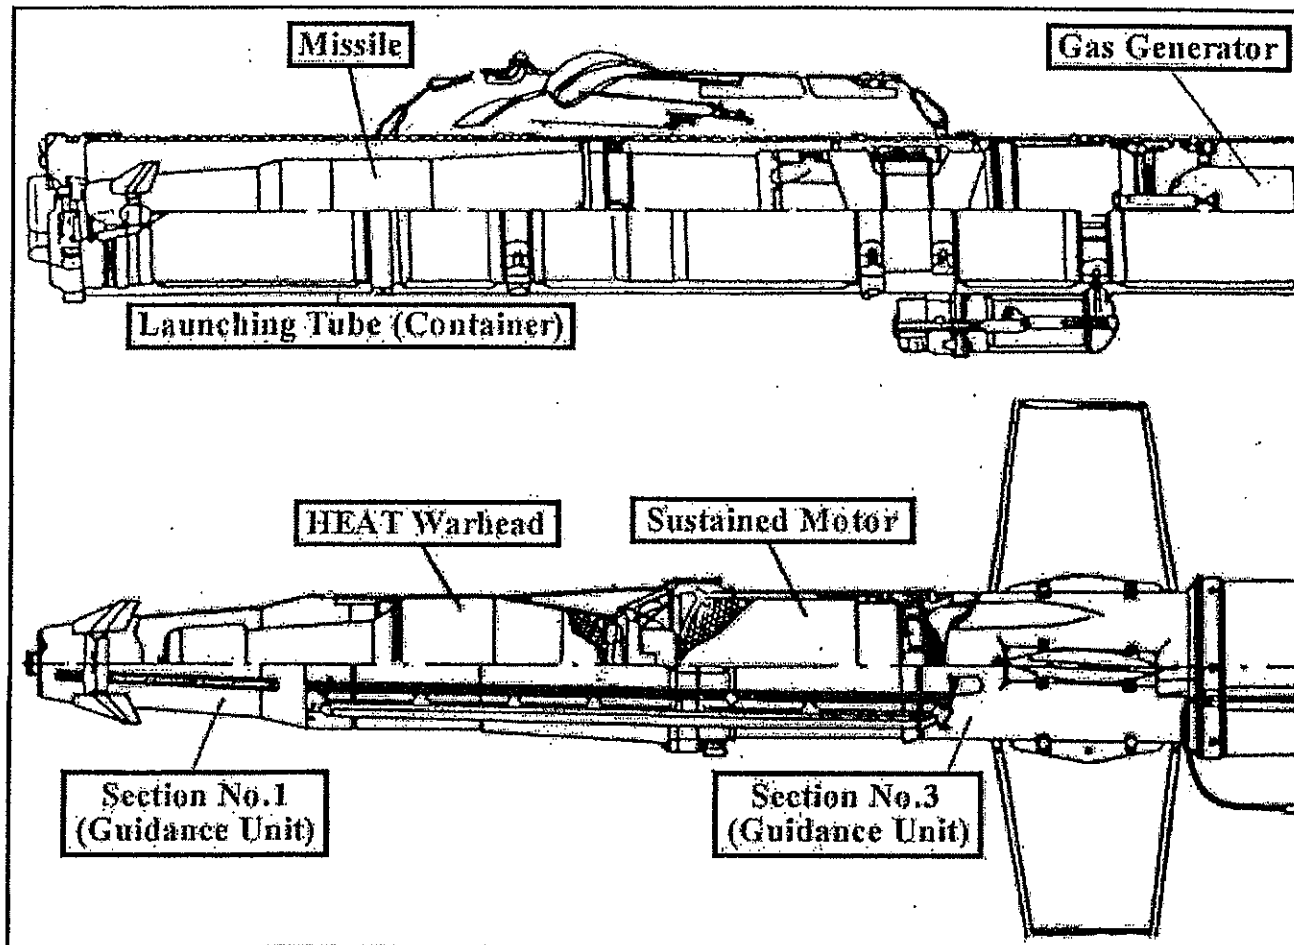 Missile
Gas Generator
Launching Tube (Container)
HEAT Warhead
Sustained Motor
Section No.1
(Guidance Unit)
Section No.3
(Guidance Unit)